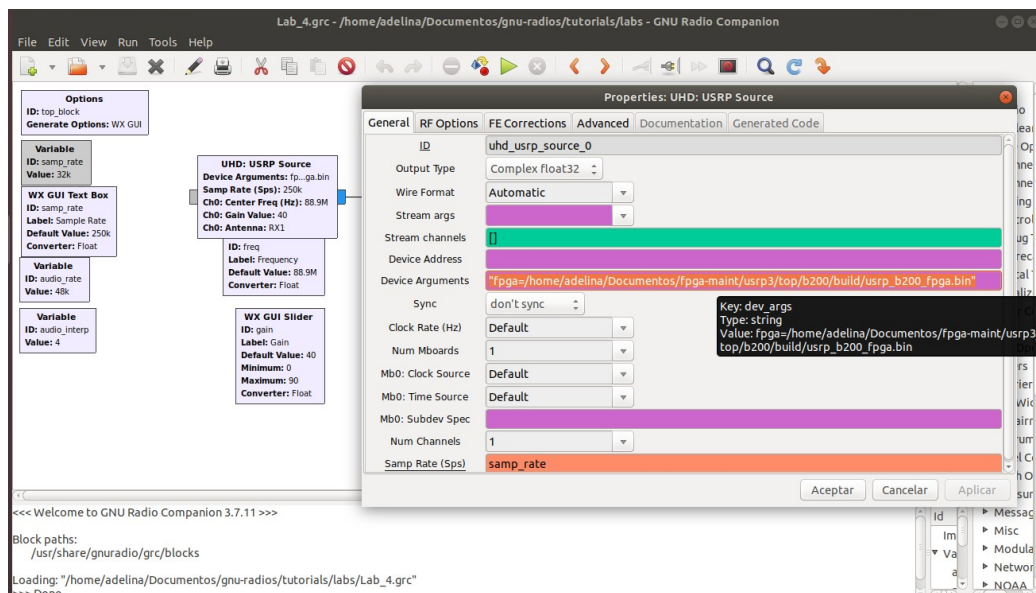 Lab_4.grc - /home/adelina/Documentos/gnu-radios/tutorials/labs - GNU Radio Companion
File Edit View Run Tools Help
Options
ID: top_block
Generate Options: WX GUI
Variable
ID: samp_rate
Value: 32k
WX GUI Text Box
ID: samp_rate
Label: Sample Rate
Default Value: 250k
Converter: Float
Variable
ID: audio_rate
Value: 48k
Variable
ID: audio_interp
Value: 4
UHD: USRP Source
Device Arguments: fp...ga.bin
Samp Rate (Sps): 250k
Ch0: Center Freq (Hz): 88.9M
Ch0: Gain Value: 40
Ch0: Antenna: RX1
ID: freq
Label: Frequency
Default Value: 88.9M
Converter: Float
WX GUI Slider
ID: gain
Label: Gain
Default Value: 40
Minimum: 0
Maximum: 90
Converter: Float
Properties: UHD: USRP Source
General RF Options FE Corrections Advanced Documentation Generated Code
ID uhd_usrp_source_0
Output Type Complex float32
Wire Format Automatic
Stream args
Stream channels []
Device Address
Device Arguments "fpga=/home/adelina/Documentos/fpga-maint/usrp3/top/b200/build/usrp_b200_fpga.bin"
Sync don't sync
Clock Rate (Hz) Default
Num Mboards 1
Mb0: Clock Source Default
Mb0: Time Source Default
Mb0: Subdev Spec
Num Channels 1
Samp Rate (Sps) samp_rate
Key: dev_args
Type: string
Value: fpga=/home/adelina/Documentos/fpga-maint/usrp3
top/b200/build/usrp_b200_fpga.bin
Aceptar Cancelar Aplicar
<<< Welcome to GNU Radio Companion 3.7.11 >>>
Block paths:
/usr/share/gnuradio/grc/blocks
Loading: "/home/adelina/Documentos/gnu-radios/tutorials/labs/Lab_4.grc"
>>> Done
Id
Im
Va
Messag
Misc
Modula
Networ
NOAA